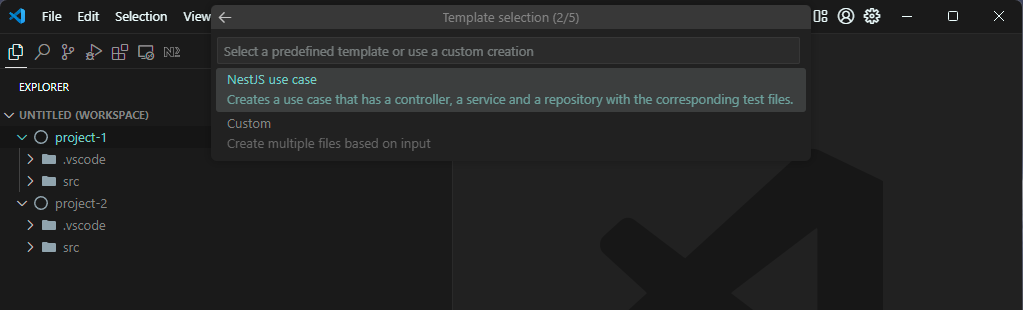 File Edit Selection Vie
Template selection (2/5)
Select a predefined template or use a custom creation
NestJS use case
Creates a use case that has a controller, a service and a repository with the corresponding test files.
Custom
Create multiple files based on input
EXPLORER
UNTITLED (WORKSPACE)
project-1
.vscode
src
project-2
.vscode
src